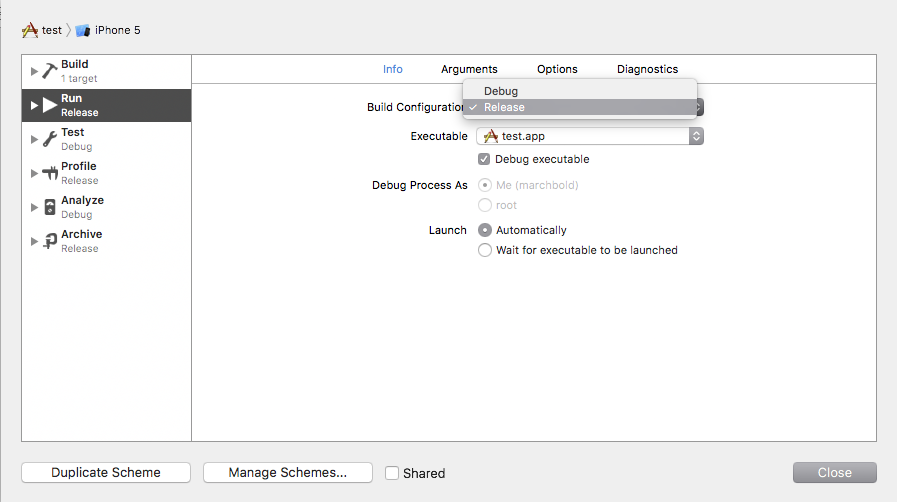 test 〉 iPhone 5
Build
1 target
Run
Release
Test
Debug
Profile
Release
Analyze
Debug
Archive
Release
Info Arguments Options Diagnostics
Debug
Build Configuration Release
Executable test.app
Debug executable
Debug Process As Me (marchbold)
root
Launch Automatically
Wait for executable to be launched
Duplicate Scheme Manage Schemes... Shared Close